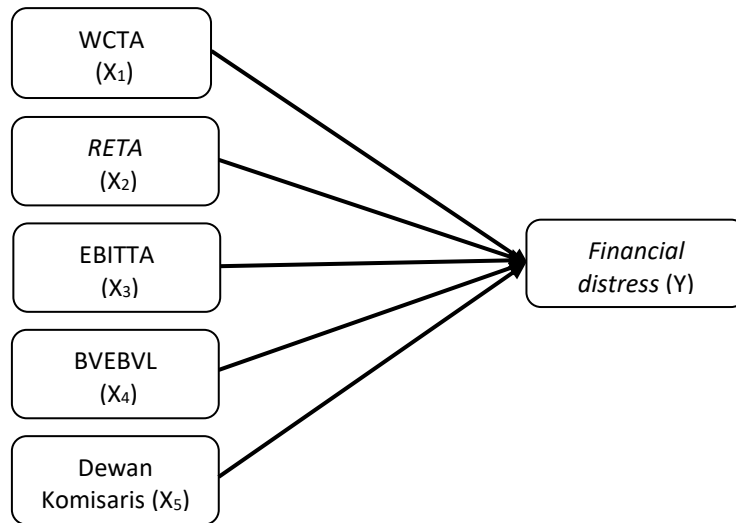 WCTA
(X₁)
RETA
(X₂)
EBITTA
(X₃)
BVEBVL
(X₄)
Dewan
Komisaris (X₅)
Financial
distress (Y)